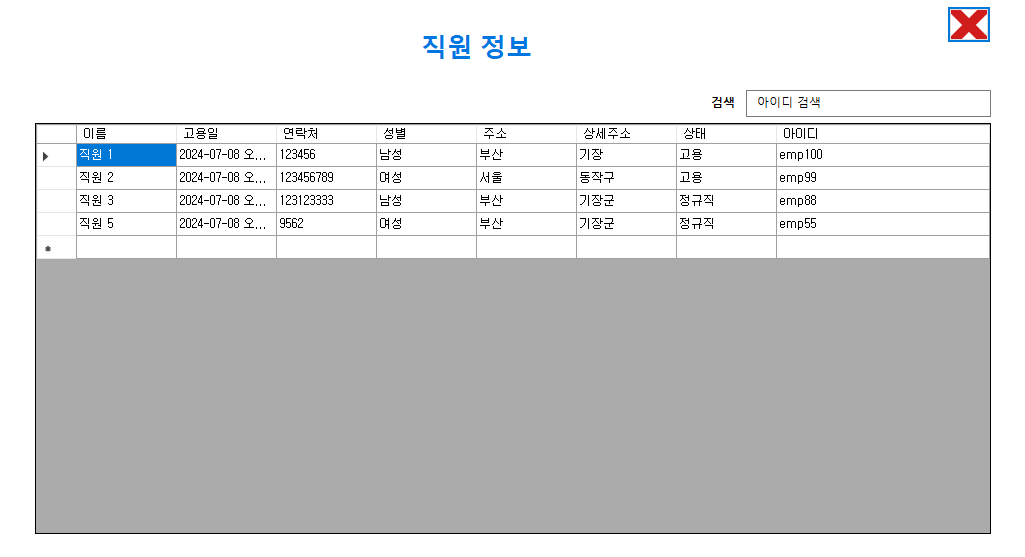 직원 정보
검색 아이디 검색
이름 고용일 연락처 성별 주소 상세주소 상태 아이디
직원 1 2024-07-08 오... 123456 남성 부산 기장 고용 emp100
직원 2 2024-07-08 오... 123456789 여성 서울 동작구 고용 emp99
직원 3 2024-07-08 오... 123123333 남성 부산 기장군 정규직 emp88
직원 5 2024-07-08 오... 9562 여성 부산 기장군 정규직 emp55